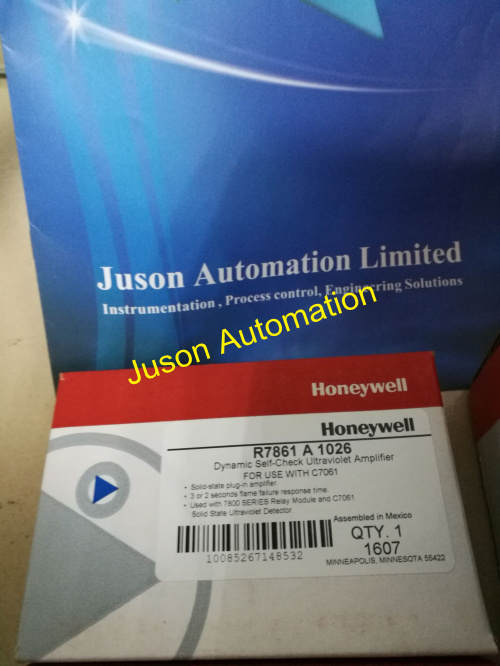 Juson Automation Limited
Instrumentation , Process control, Engineering Solutions
Juson Automation
Honeywell
Honeywell
R7861 A 1026
Dynamic Self-Check Ultraviolet Amplifier
FOR USE WITH C7061
• Solid-state plug-in amplifier.
• 3 or 2 seconds flame failure response time.
• Used with 7800 SERIES Relay Module and C7061
Solid State Ultraviolet Detector
Assembled in Mexico
QTY. 1
1607
10085267148532
MINNEAPOLIS, MINNESOTA 55422